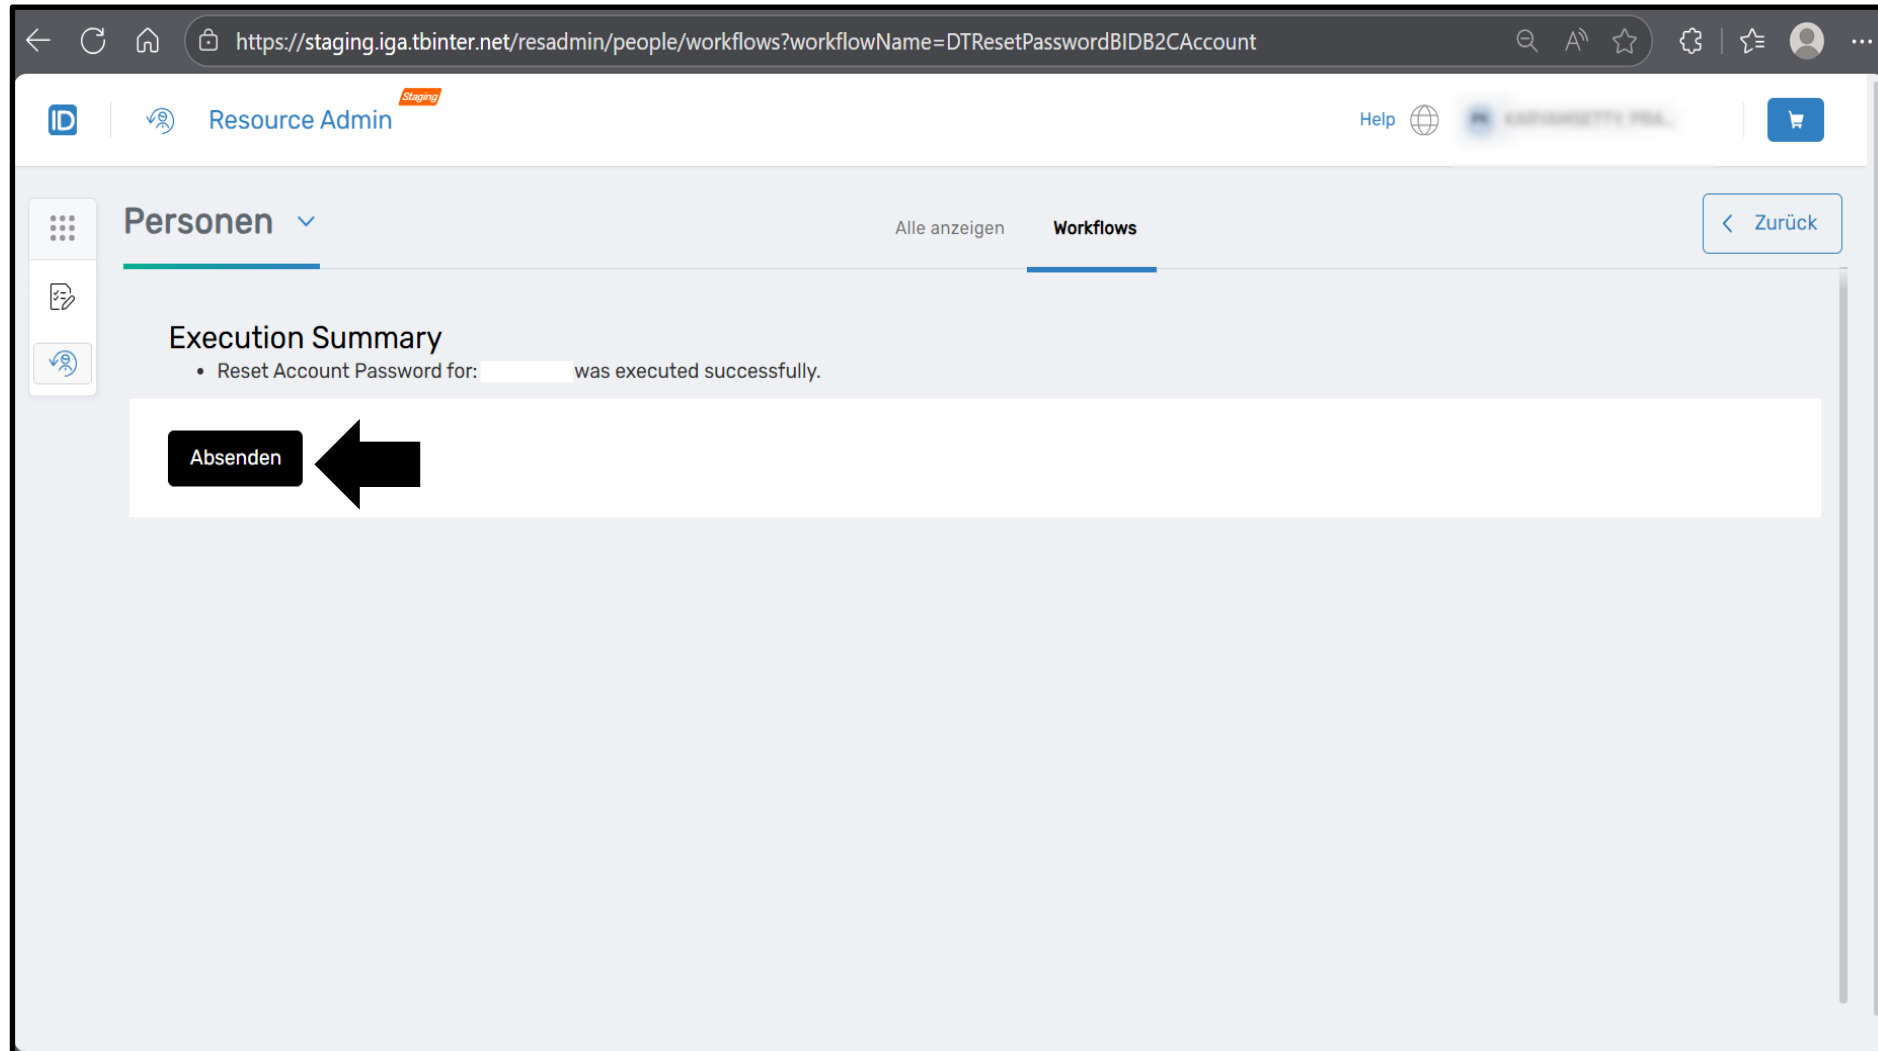 https://staging.iga.tbinter.net/resadmin/people/workflows?workflowName=DTResetPasswordBIDB2CAccount
ID
Resource Admin
Staging
Help
Personen
Alle anzeigen
Workflows
Zurück
Execution Summary
• Reset Account Password for: was executed successfully.
Absenden